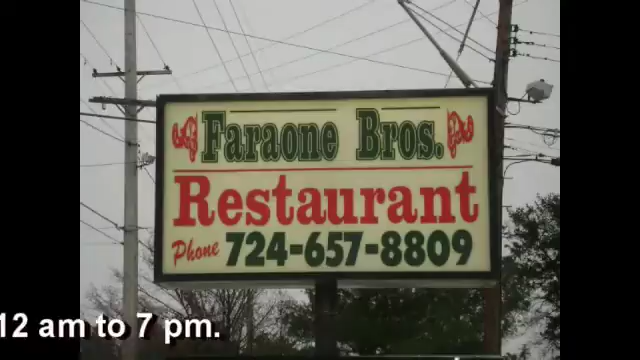 Faraone Bros.
Restaurant
Phone 724-657-8809
12 am to 7 pm.